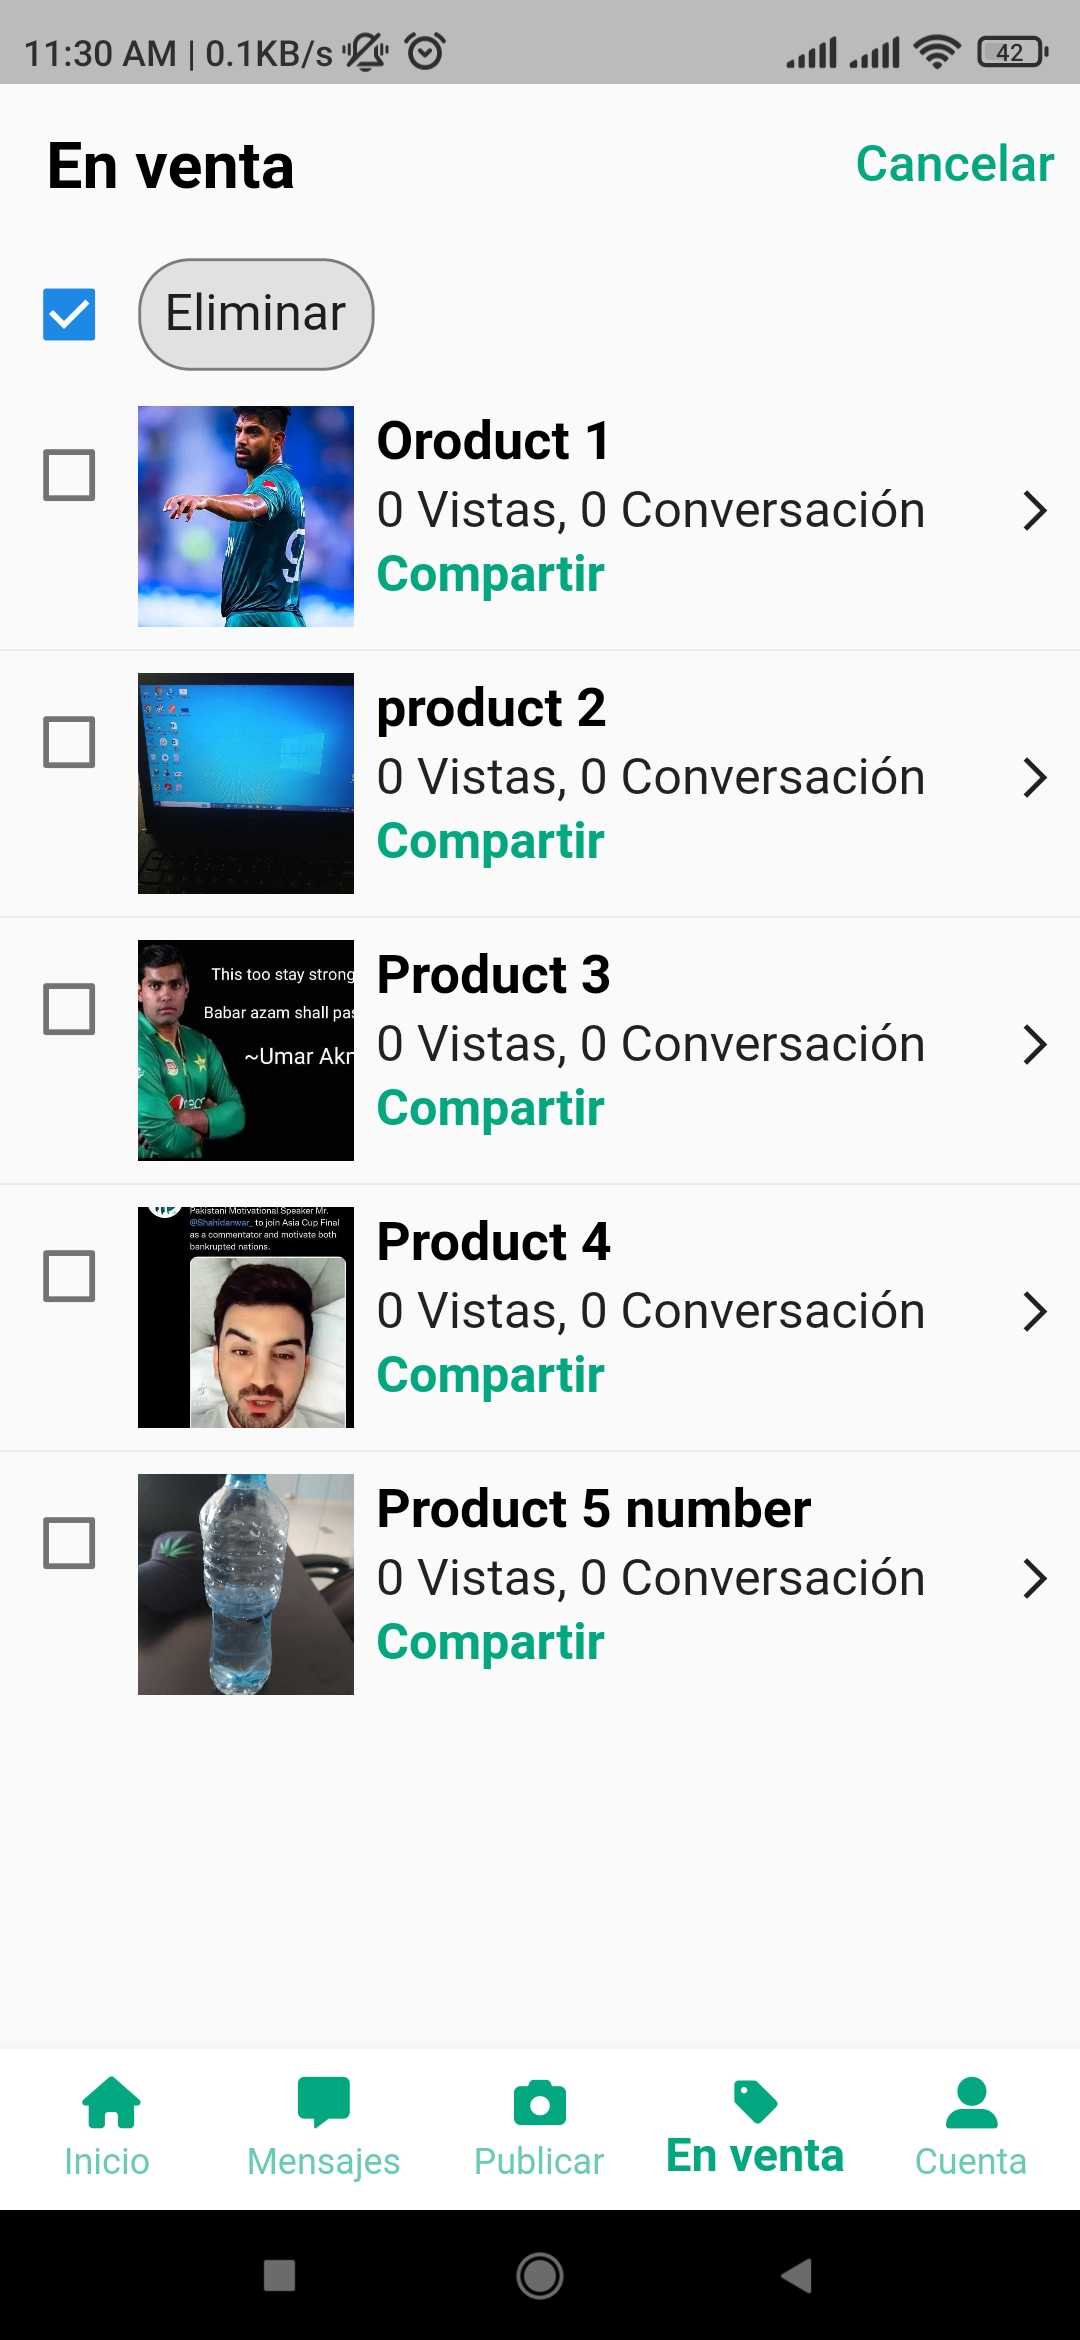 11:30 AM | 0.1KB/s
42
En venta
Cancelar
Eliminar
Oroduct 1
0 Vistas, 0 Conversación
Compartir
product 2
0 Vistas, 0 Conversación
Compartir
This too stay strong
Babar azam shall pas
~Umar Akm
Product 3
0 Vistas, 0 Conversación
Compartir
Pakistani Motivational Speaker Mr.
@Shahidanwar_ to join Asia Cup Final
as a commentator and motivate both
bankrupted nations.
Product 4
0 Vistas, 0 Conversación
Compartir
Product 5 number
0 Vistas, 0 Conversación
Compartir
Inicio
Mensajes
Publicar
En venta
Cuenta